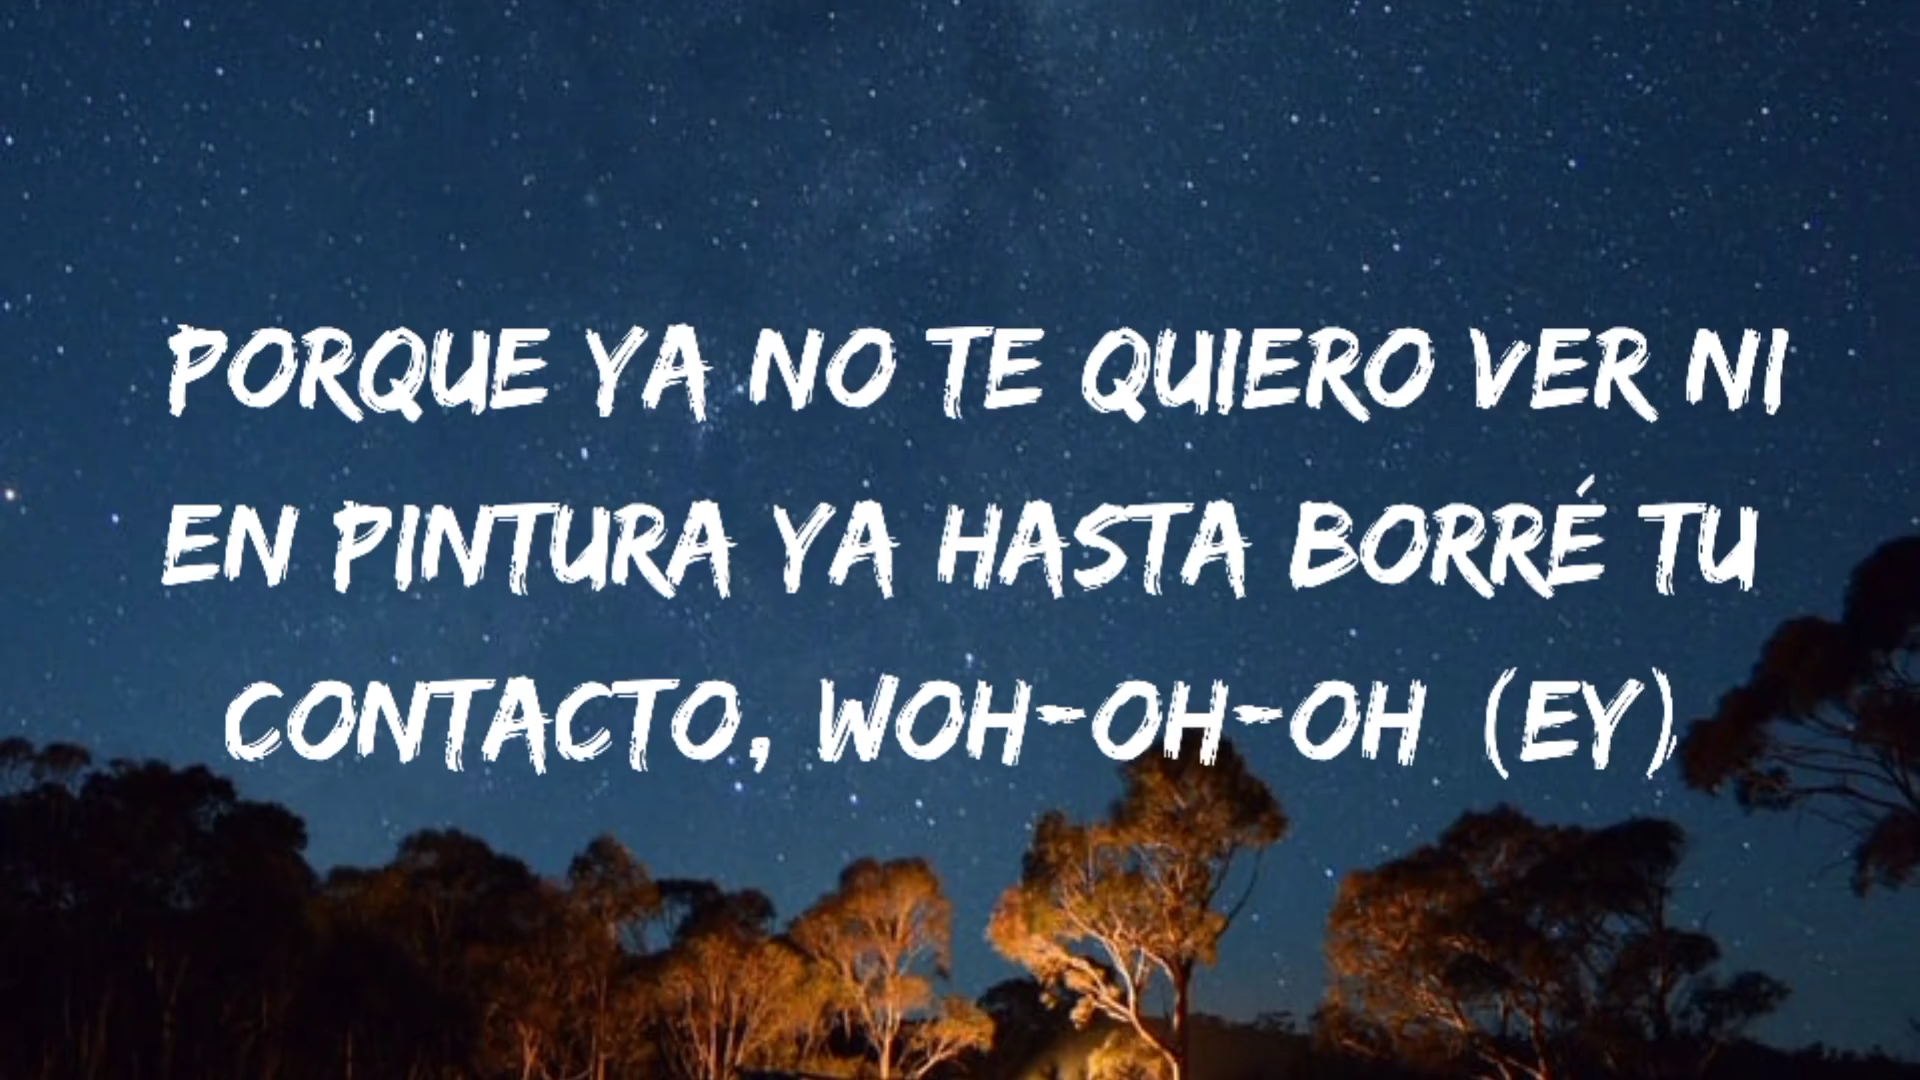 PORQUE YA NO TE QUIERO VER NI
EN PINTURA YA HASTA BORRÉ TU
CONTACTO, WOH-OH-OH (EY)